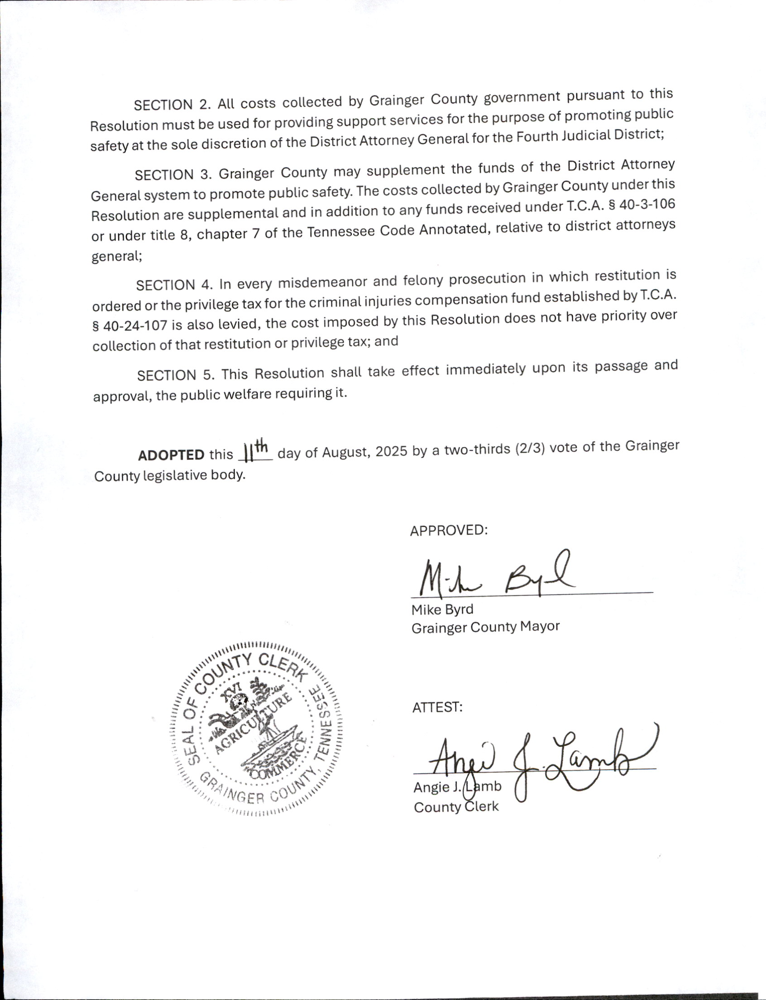 SECTION 2. All costs collected by Grainger County government pursuant to this
Resolution must be used for providing support services for the purpose of promoting public
safety at the sole discretion of the District Attorney General for the Fourth Judicial District;
SECTION 3. Grainger County may supplement the funds of the District Attorney
General system to promote public safety. The costs collected by Grainger County under this
Resolution are supplemental and in addition to any funds received under T.C.A. § 40-3-106
or under title 8, chapter 7 of the Tennessee Code Annotated, relative to district attorneys
general;
SECTION 4. In every misdemeanor and felony prosecution in which restitution is
ordered or the privilege tax for the criminal injuries compensation fund established by T.C.A.
§ 40-24-107 is also levied, the cost imposed by this Resolution does not have priority over
collection of that restitution or privilege tax; and
SECTION 5. This Resolution shall take effect immediately upon its passage and
approval, the public welfare requiring it.
ADOPTED this 11th day of August, 2025 by a two-thirds (2/3) vote of the Grainger
County legislative body.
APPROVED:
Mike Byrd
Mike Byrd
Grainger County Mayor
SEAL OF COUNTY CLERK
XVI
AGRICULTURE
COMMERCE
GRAINGER COUNTY, TENNESSEE
ATTEST:
Angie J. Lamb
Angie J. Lamb
County Clerk